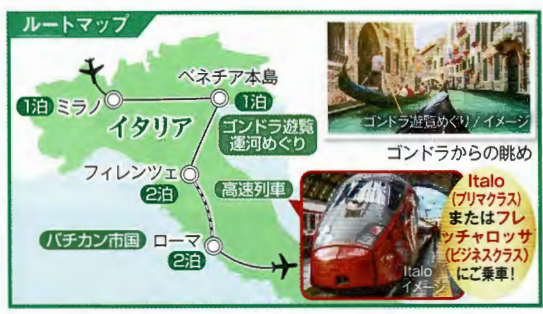 ルートマップ
ベネチア本島
1泊
ミラノ
1泊
イタリア
ゴンドラ遊覧
運河めぐり
ゴンドラ遊覧めぐり/イメージ
ゴンドラからの眺め
フィレンツェ
2泊
高速列車
バチカン市国
ローマ
2泊
Italo
イメージ
Italo
(プリマクラス)
またはフレ
ッチャロッサ
(ビジネスクラス)
にご乗車!